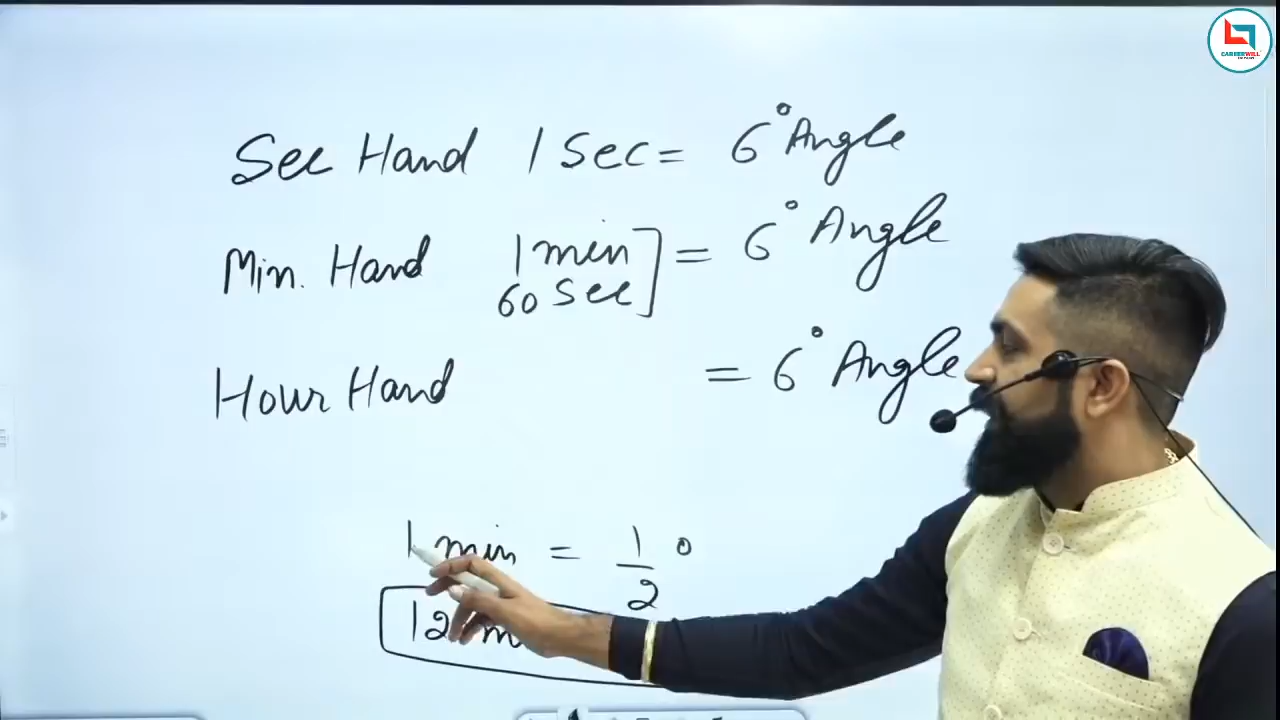 CAREERWILL
Sec Hand 1 Sec = 6° Angle
Min. Hand 1 min
60 Sec ] = 6° Angle
Hour Hand = 6° Angle
1 min = 1/2 °
12 m